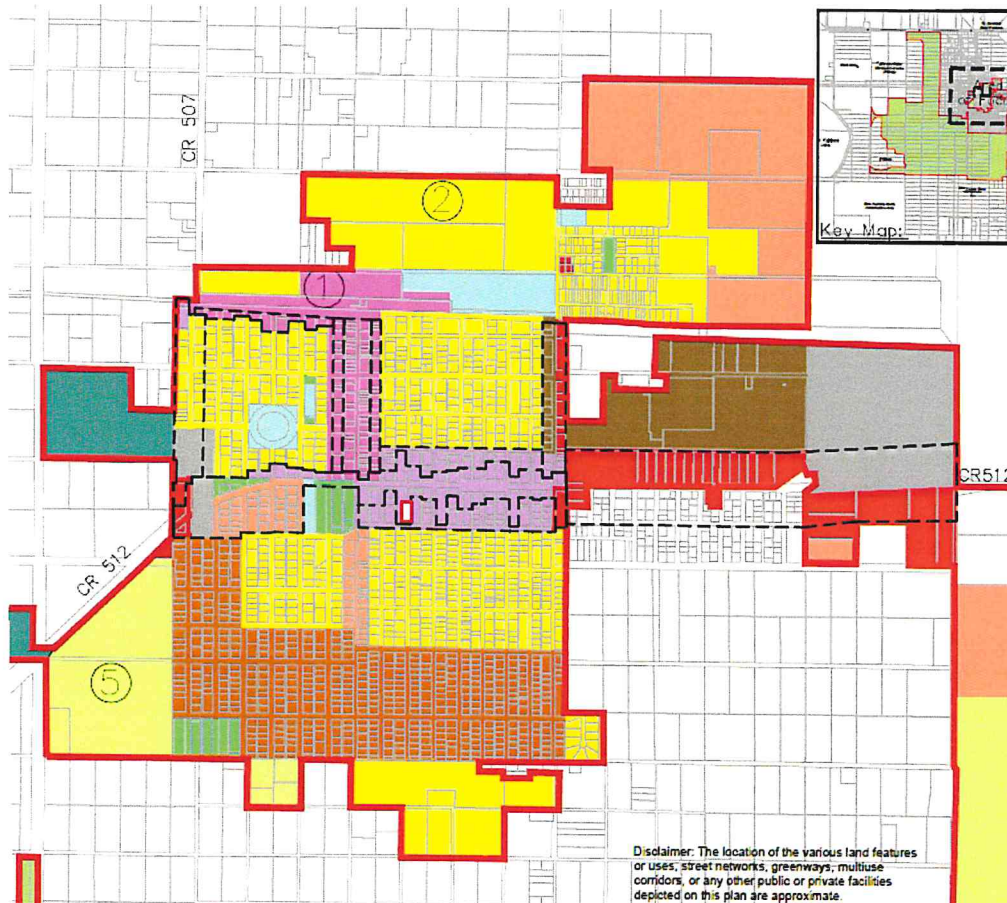 CR 507
②
①
Key Map:
CR512
CR 512
⑤
Disclaimer: The location of the various land features
or uses, street networks, greenways, multiuse
corridors, or any other public or private facilities
depicted on this plan are approximate.